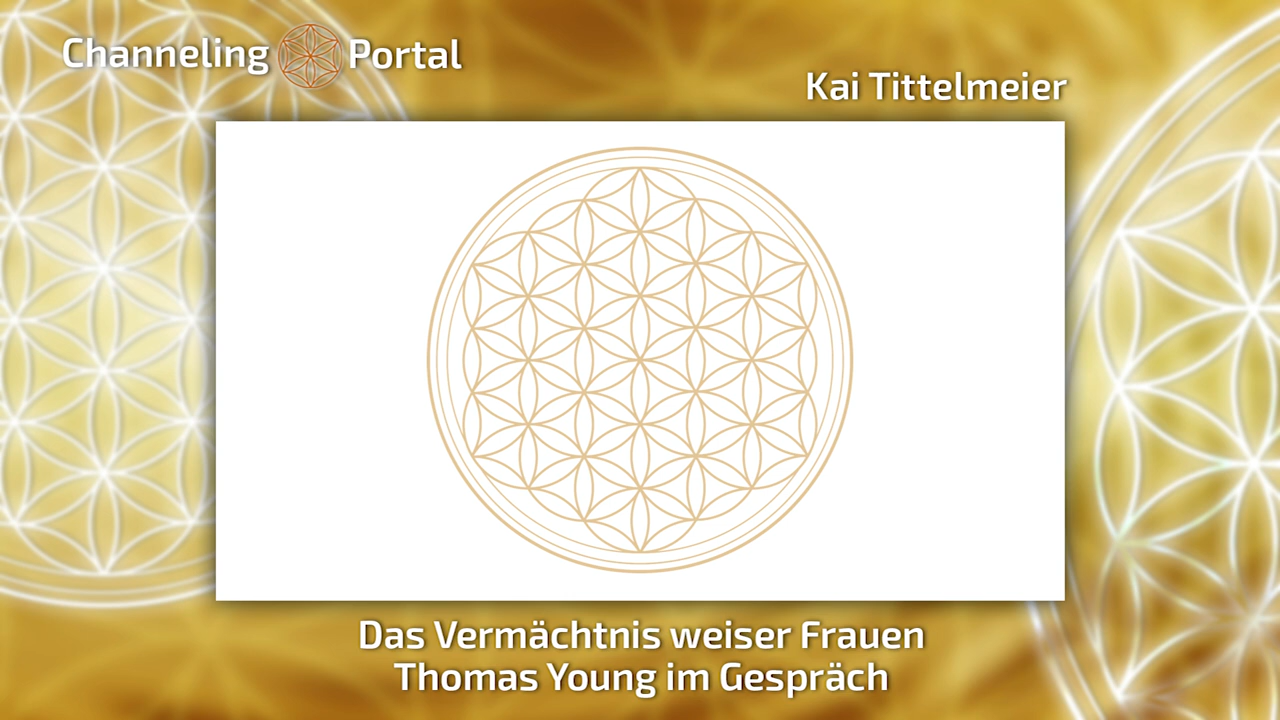 Channeling Portal
Kai Tittelmeier
Das Vermächtnis weiser Frauen
Thomas Young im Gespräch